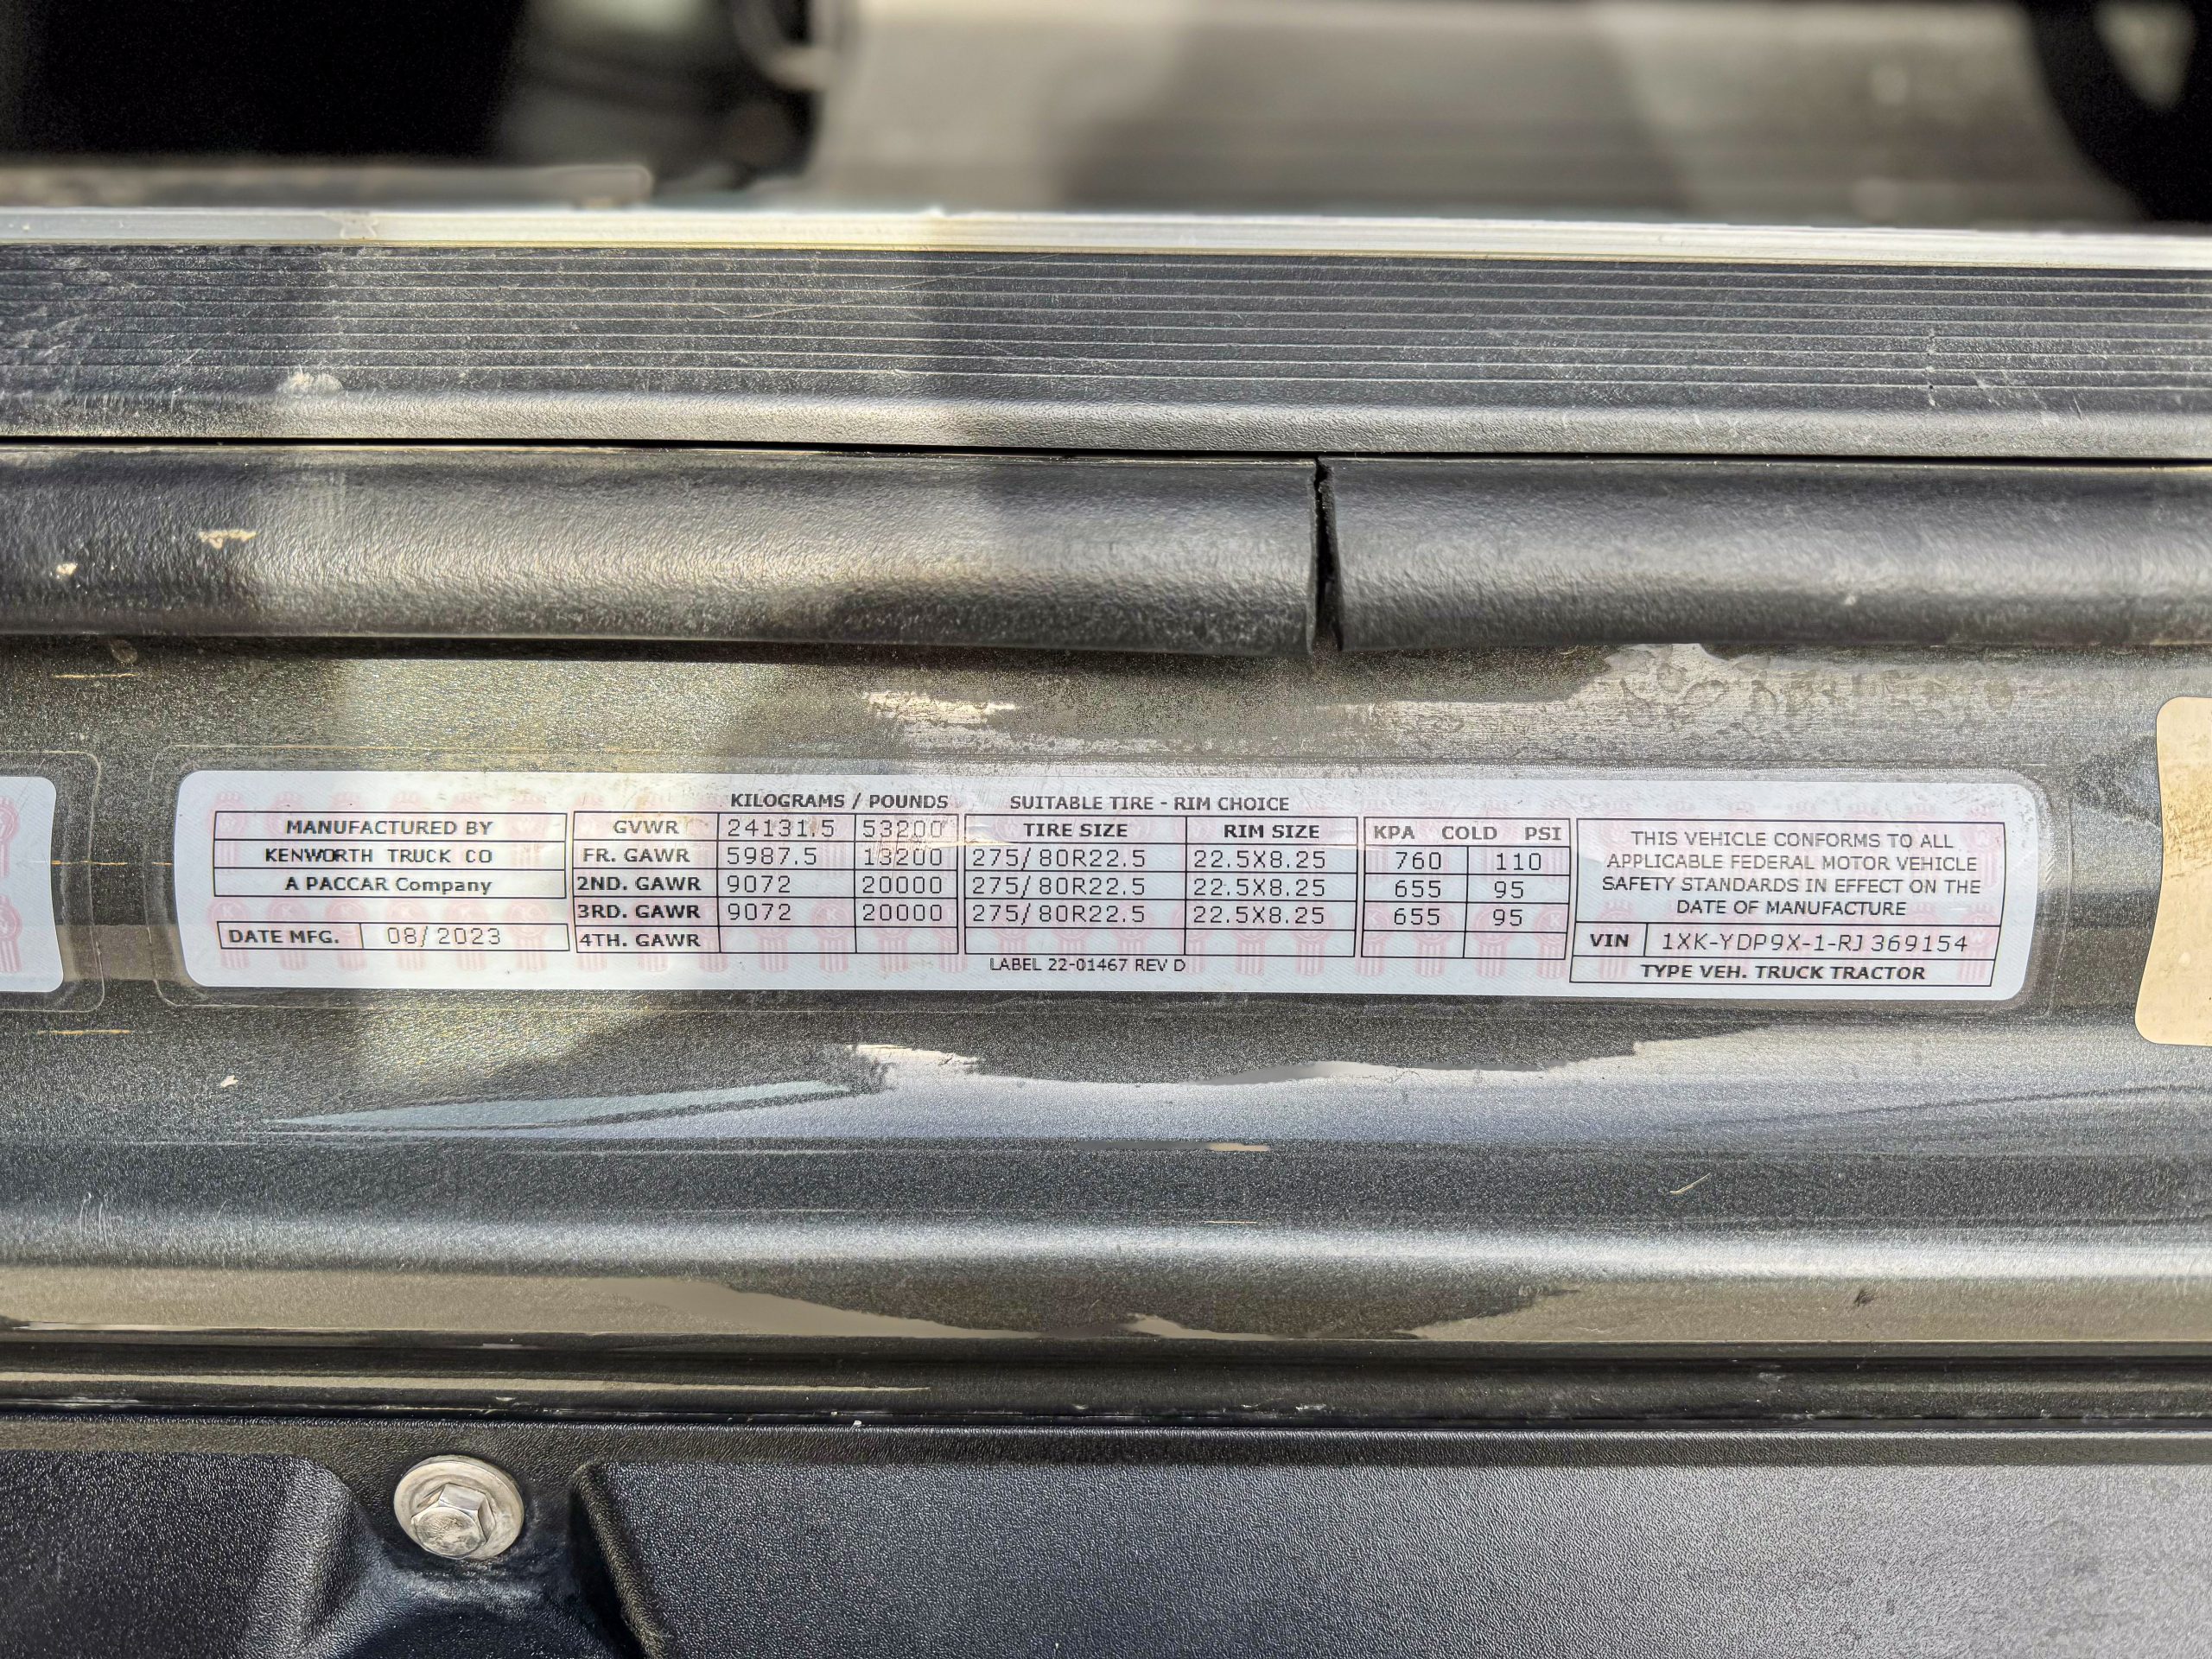 KILOGRAMS / POUNDS SUITABLE TIRE - RIM CHOICE
MANUFACTURED BY GVWR 24131.5 53200 TIRE SIZE RIM SIZE KPA COLD PSI
KENWORTH TRUCK CO FR. GAWR 5987.5 13200 275/80R22.5 22.5X8.25 760 110
A PACCAR Company 2ND. GAWR 9072 20000 275/80R22.5 22.5X8.25 655 95
3RD. GAWR 9072 20000 275/80R22.5 22.5X8.25 655 95
DATE MFG. 08/2023 4TH. GAWR
LABEL 22-01467 REV D
THIS VEHICLE CONFORMS TO ALL
APPLICABLE FEDERAL MOTOR VEHICLE
SAFETY STANDARDS IN EFFECT ON THE
DATE OF MANUFACTURE
VIN 1XK-YDP9X-1-RJ369154
TYPE VEH. TRUCK TRACTOR